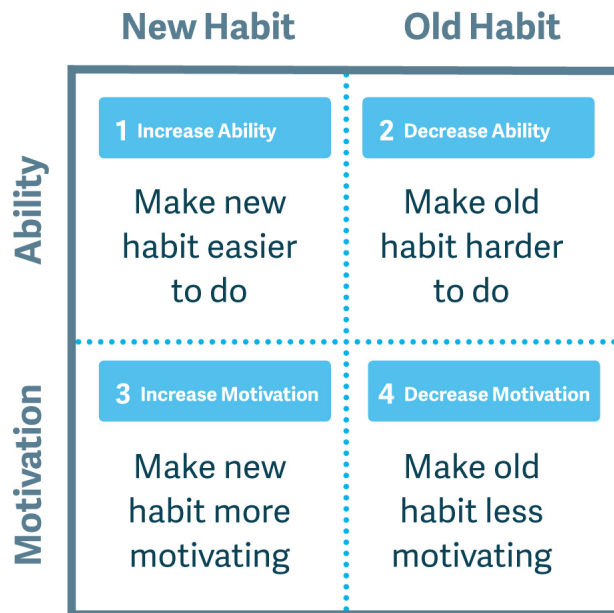 New Habit
Old Habit
Ability
1 Increase Ability
Make new
habit easier
to do
2 Decrease Ability
Make old
habit harder
to do
Motivation
3 Increase Motivation
Make new
habit more
motivating
4 Decrease Motivation
Make old
habit less
motivating